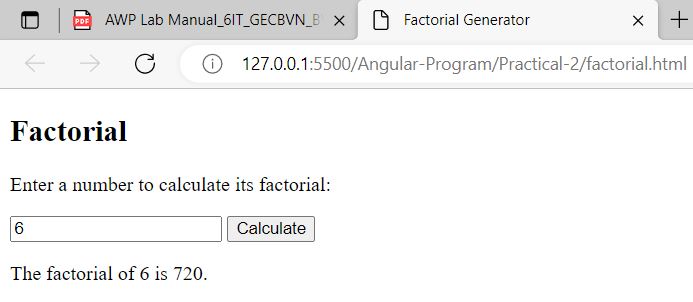 PDF AWP Lab Manual_6IT_GECBVN_B Factorial Generator
127.0.0.1:5500/Angular-Program/Practical-2/factorial.html
Factorial
Enter a number to calculate its factorial:
6 Calculate
The factorial of 6 is 720.